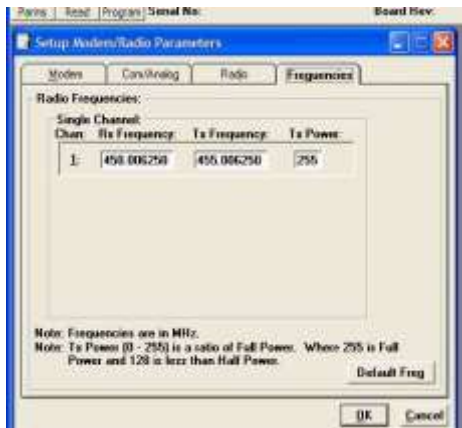 Parms Read Program Serial No: Board Rev:
Setup Modem/Radio Parameters
Modem Com/Analog Radio Frequencies
Radio Frequencies:
Single Channel:
Chan: Rx Frequency: Tx Frequency: Tx Power:
1: 450.006250 455.006250 255
Note: Frequencies are in MHz.
Note: Tx Power (0 - 255) is a ratio of Full Power. Where 255 is Full
Power and 128 is less than Half Power.
Default Freq
OK Cancel